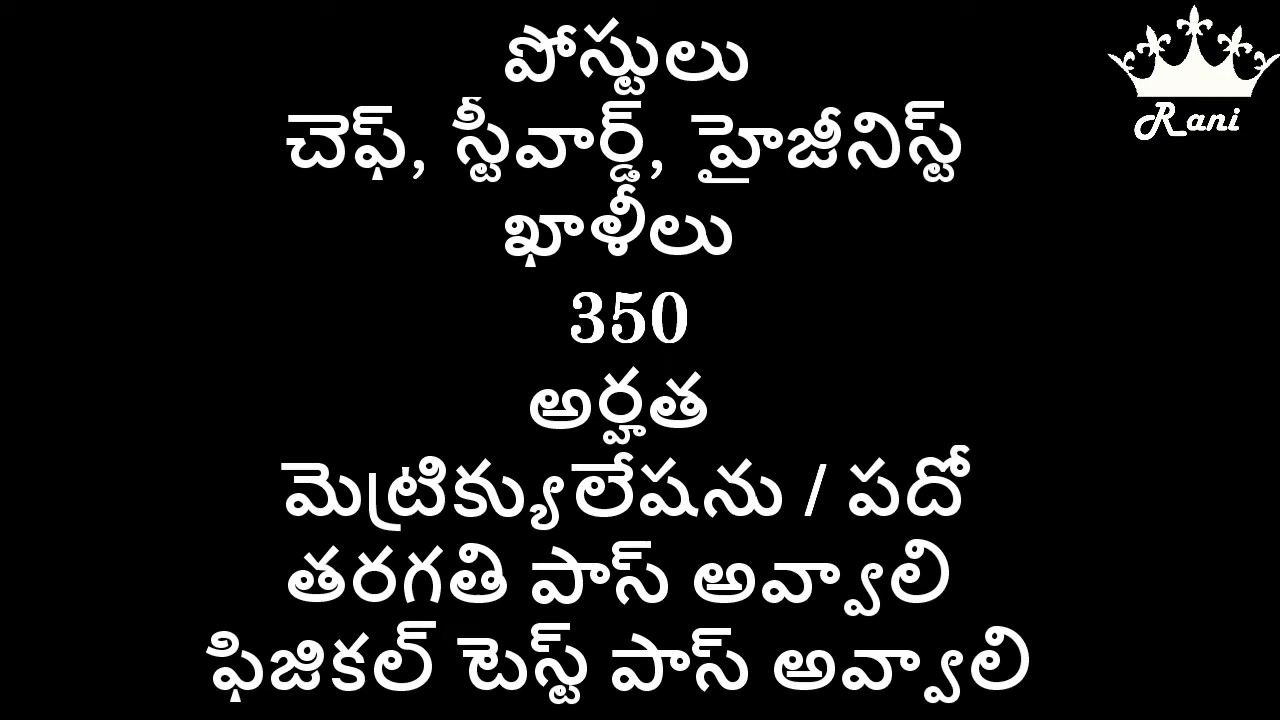 పోస్టులు
చెఫ్, స్టీవార్డ్, హైజీనిస్ట్
ఖాళీలు
350
అర్హత
మెట్రిక్యులేషను / పదో
తరగతి పాస్ అవ్వాలి
ఫిజికల్ టెస్ట్ పాస్ అవ్వాలి
Rani